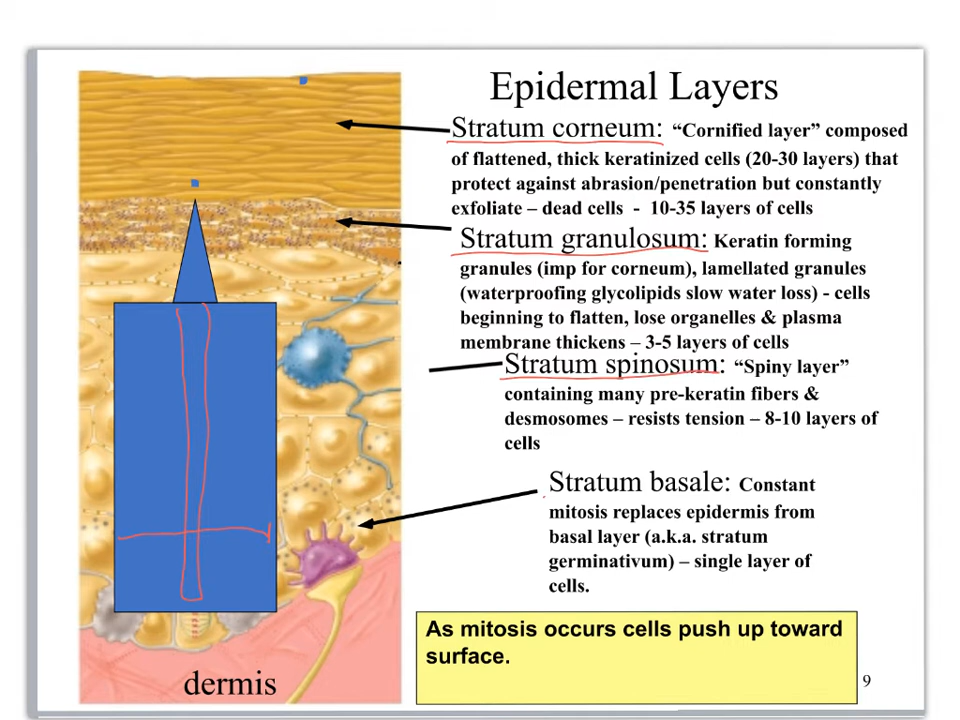 Epidermal Layers
Stratum corneum: “Cornified layer” composed
of flattened, thick keratinized cells (20-30 layers) that
protect against abrasion/penetration but constantly
exfoliate – dead cells - 10-35 layers of cells
Stratum granulosum: Keratin forming
granules (imp for corneum), lamellated granules
(waterproofing glycolipids slow water loss) - cells
beginning to flatten, lose organelles & plasma
membrane thickens – 3-5 layers of cells
Stratum spinosum: “Spiny layer”
containing many pre-keratin fibers &
desmosomes – resists tension – 8-10 layers of
cells
Stratum basale: Constant
mitosis replaces epidermis from
basal layer (a.k.a. stratum
germinativum) – single layer of
cells.
As mitosis occurs cells push up toward
surface.
dermis
9